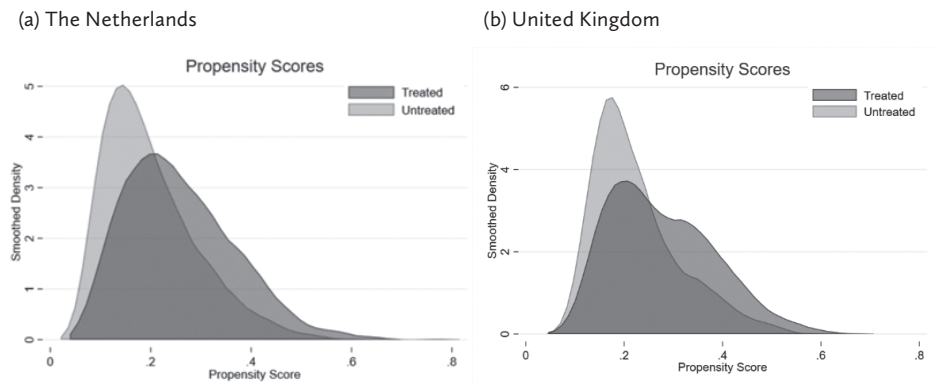 (a) The Netherlands
Propensity Scores
Treated
Untreated
Smoothed Density
5
4
3
2
1
0
0 .2 .4 .6 .8
Propensity Score
(b) United Kingdom
Propensity Scores
Treated
Untreated
Smoothed Density
6
4
2
0
0 .2 .4 .6 .8
Propensity Score